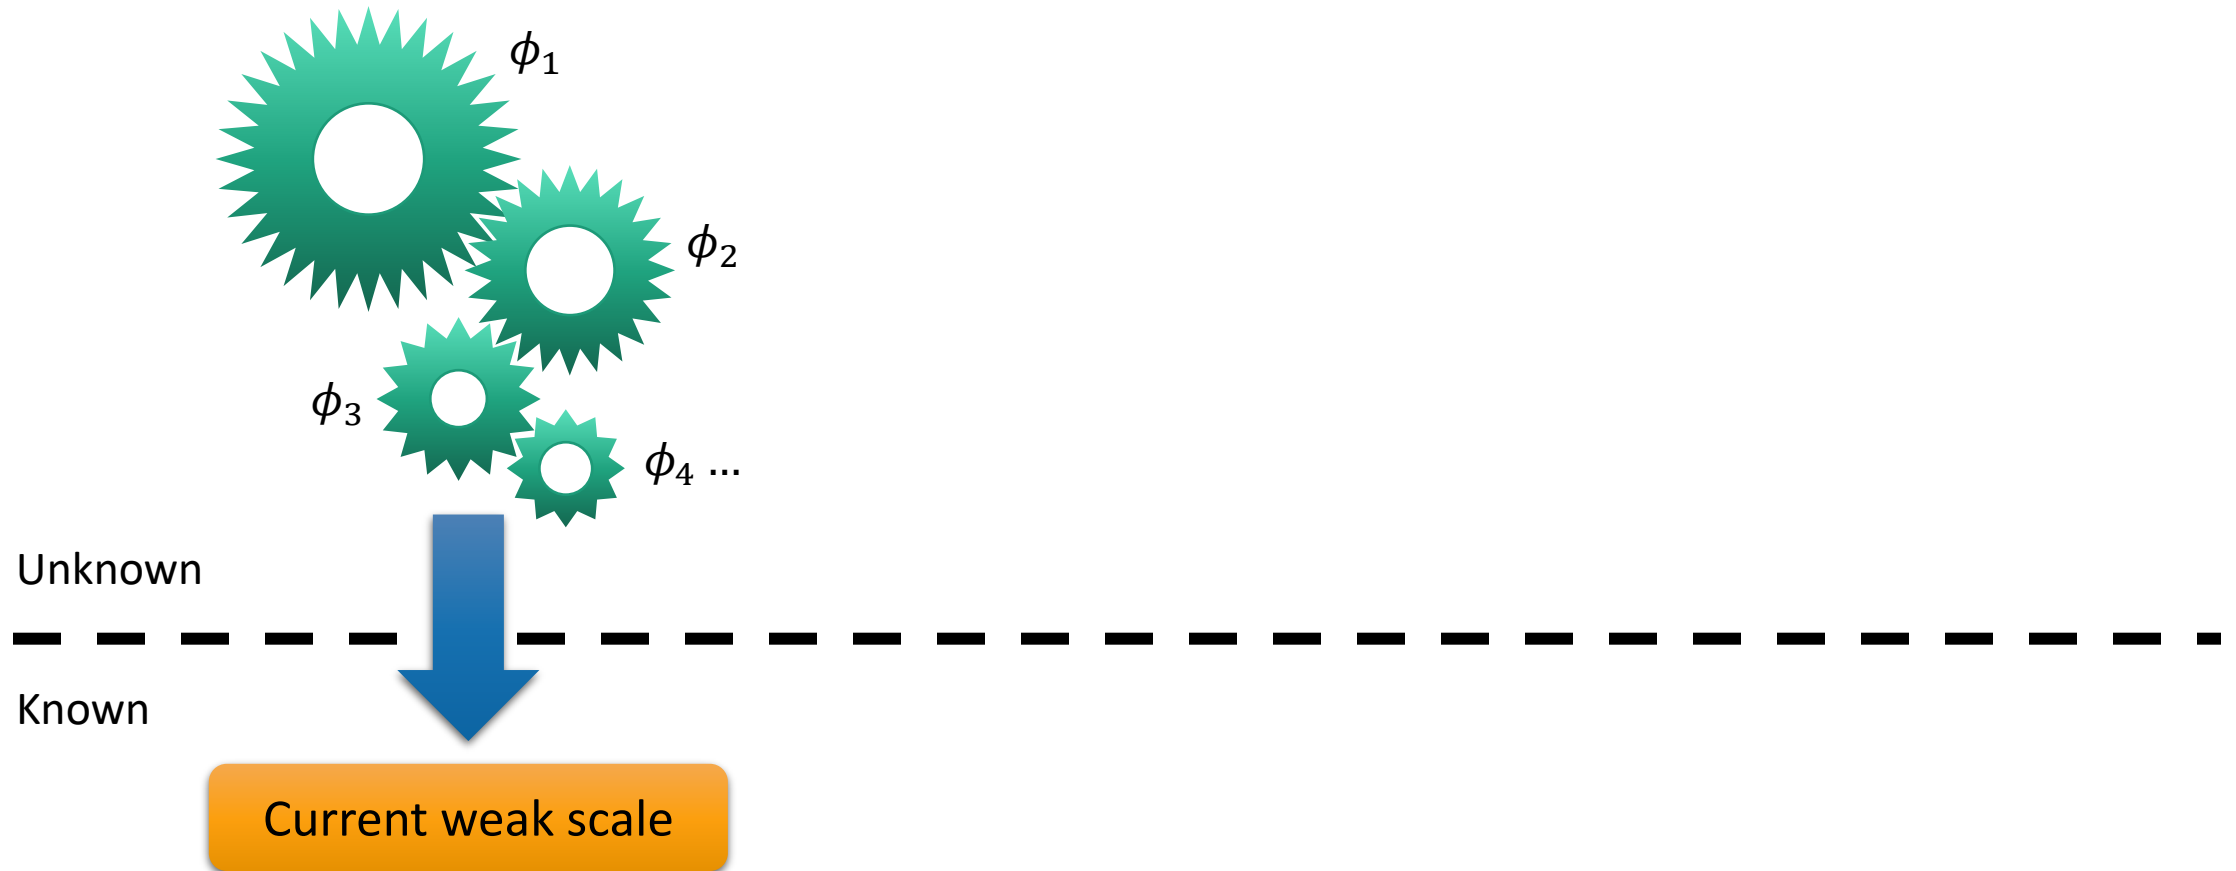 ϕ₁
ϕ₂
ϕ₃
ϕ₄ ...
Unknown
Known
Current weak scale